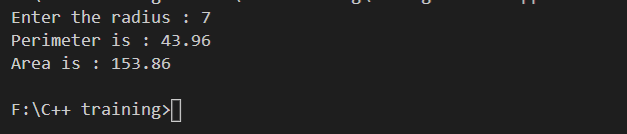 Enter the radius : 7
Perimeter is : 43.96
Area is : 153.86
F:\C++ training>